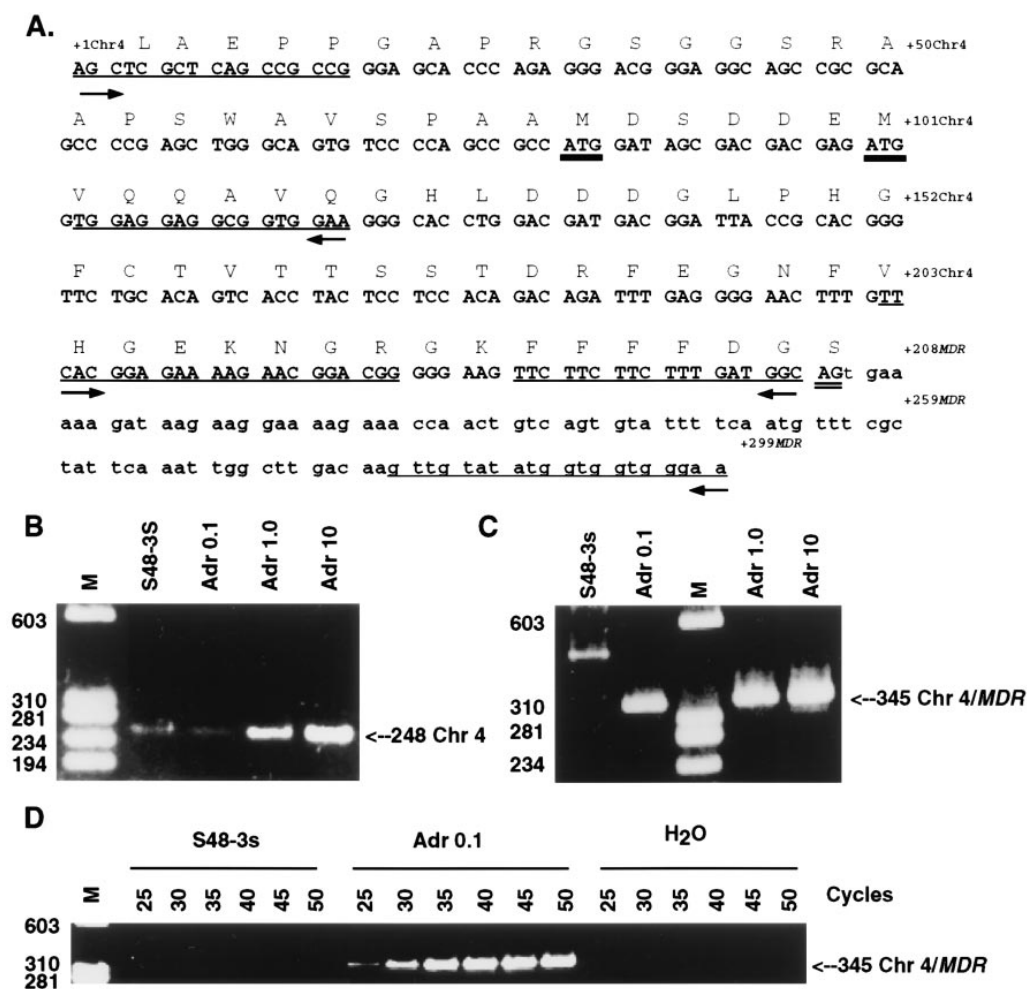 A.
+1Chr4 L A E P P G A P R G S G G S R A +50Chr4
AGC TCG CTC AGC CGC CCG GGA GCA CCC AGA GGG ACG GGA GGC AGC CGC GCA
A P S W A V S P A A M D S D D E M +101Chr4
GCC CCG AGC TGG GCA GTG TCC CCA GCC GCC ATG GAT AGC GAC GAC GAG ATG
V Q Q A V Q G H L D D D G L P H G +152Chr4
GTG GAG GAG GCG GTG GAA GGG CAC CTG GAC GAT GAC GGA TTA CCG CAC GGG
F C T V T T S S T D R F E G N F V +203Chr4
TTC TGC ACA GTC ACC TAC TCC TCC ACA GAC AGA TTT GAG GGG AAC TTT GTT
H G E K N G R G K F F F F D G S +208MDR
CAC GGA GAA AAG AAC GGA CGG GGG AAG TTC TTC TTC TTT GAT GGC AGt gaa
+259MDR
aaa gat aag aag gaa aag aaa cca act gtc agt gta ttt tca atg ttt cgc
+299MDR
tat tca aat tgg ctt gac aag ttg tat atg gtg gtg gga a
B
M
S48-3S
Adr 0.1
Adr 1.0
Adr 10
603
310
281
234
194
<--248 Chr 4
C
S48-3s
Adr 0.1
M
Adr 1.0
Adr 10
603
310
281
234
<--345 Chr 4/MDR
D
S48-3s Adr 0.1 H2O
M 25 30 35 40 45 50 25 30 35 40 45 50 25 30 35 40 45 50 Cycles
603
310
281
<--345 Chr 4/MDR